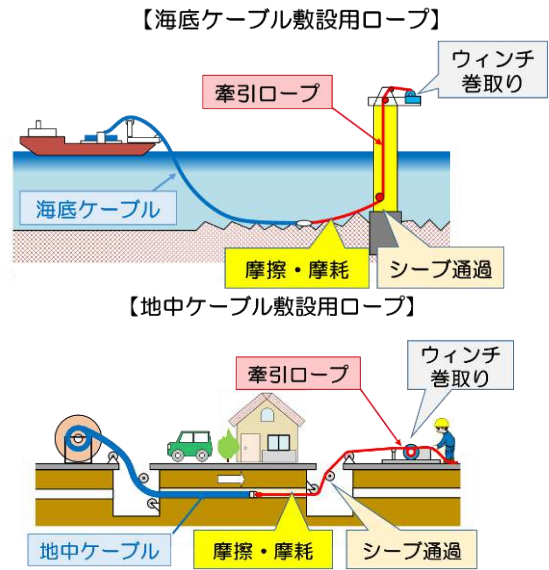 【海底ケーブル敷設用ロープ】
ウィンチ
巻取り
牽引ロープ
海底ケーブル
摩擦・摩耗
シーブ通過
【地中ケーブル敷設用ロープ】
ウィンチ
巻取り
牽引ロープ
地中ケーブル
摩擦・摩耗
シーブ通過